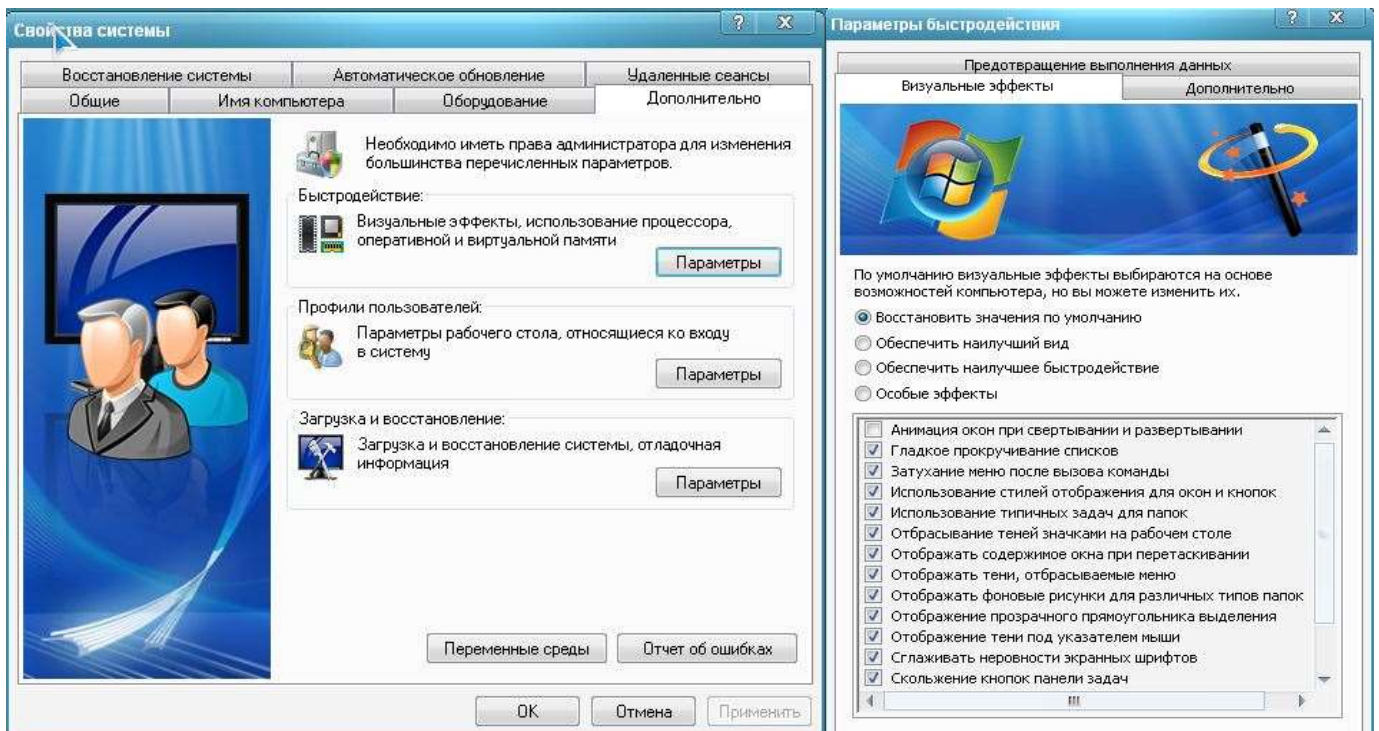 Свойства системы
Восстановление системы
Автоматическое обновление
Удаленные сеансы
Общие
Имя компьютера
Оборудование
Дополнительно
Необходимо иметь права администратора для изменения
большинства перечисленных параметров.
Быстродействие:
Визуальные эффекты, использование процессора,
оперативной и виртуальной памяти
Параметры
Профили пользователей:
Параметры рабочего стола, относящиеся ко входу
в систему
Параметры
Загрузка и восстановление:
Загрузка и восстановление системы, отладочная
информация
Параметры
Переменные среды
Отчет об ошибках
OK
Отмена
Применить
Параметры быстродействия
Предотвращение выполнения данных
Визуальные эффекты
Дополнительно
По умолчанию визуальные эффекты выбираются на основе
возможностей компьютера, но вы можете изменить их.
Восстановить значения по умолчанию
Обеспечить наилучший вид
Обеспечить наилучшее быстродействие
Особые эффекты
Анимация окон при свертывании и развертывании
Гладкое прокручивание списков
Затухание меню после вызова команды
Использование стилей отображения для окон и кнопок
Использование типичных задач для папок
Отбрасывание теней значками на рабочем столе
Отображать содержимое окна при перетаскивании
Отображать тени, отбрасываемые меню
Отображать фоновые рисунки для различных типов папок
Отображение прозрачного прямоугольника выделения
Отображение тени под указателем мыши
Сглаживать неровности экранных шрифтов
Скольжение кнопок панели задач